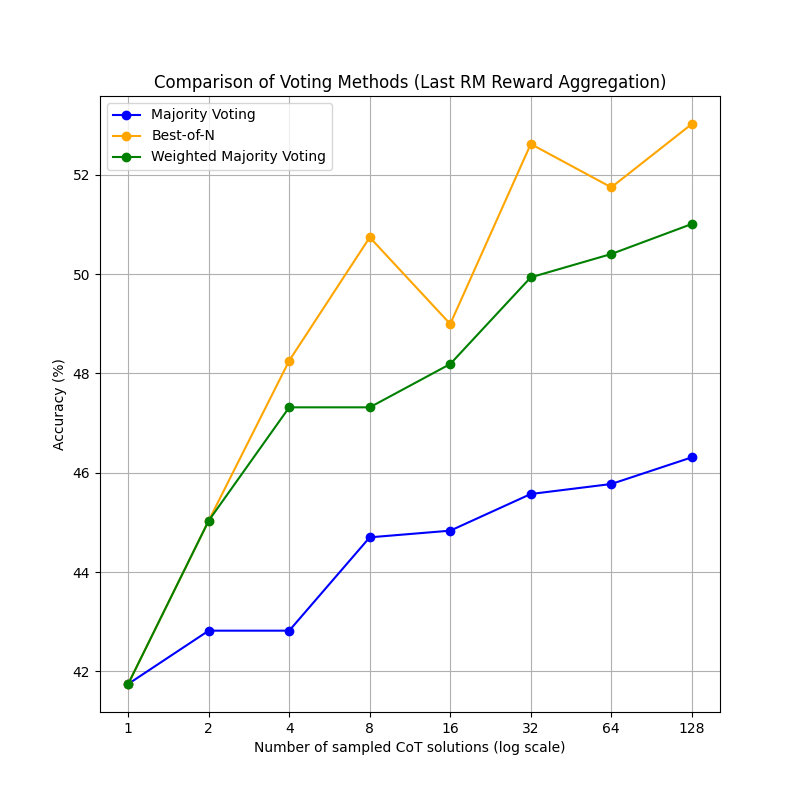 Comparison of Voting Methods (Last RM Reward Aggregation)
Majority Voting
Best-of-N
Weighted Majority Voting
Accuracy (%)
52
50
48
46
44
42
1 2 4 8 16 32 64 128
Number of sampled CoT solutions (log scale)